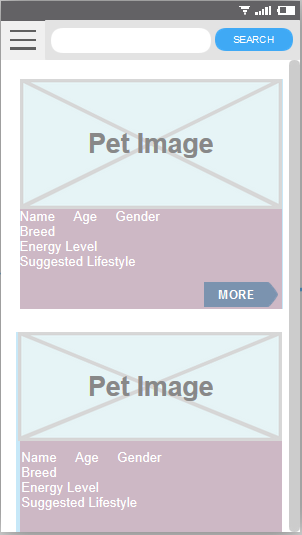 SEARCH
Pet Image
Name Age Gender
Breed
Energy Level
Suggested Lifestyle
MORE
Pet Image
Name Age Gender
Breed
Energy Level
Suggested Lifestyle